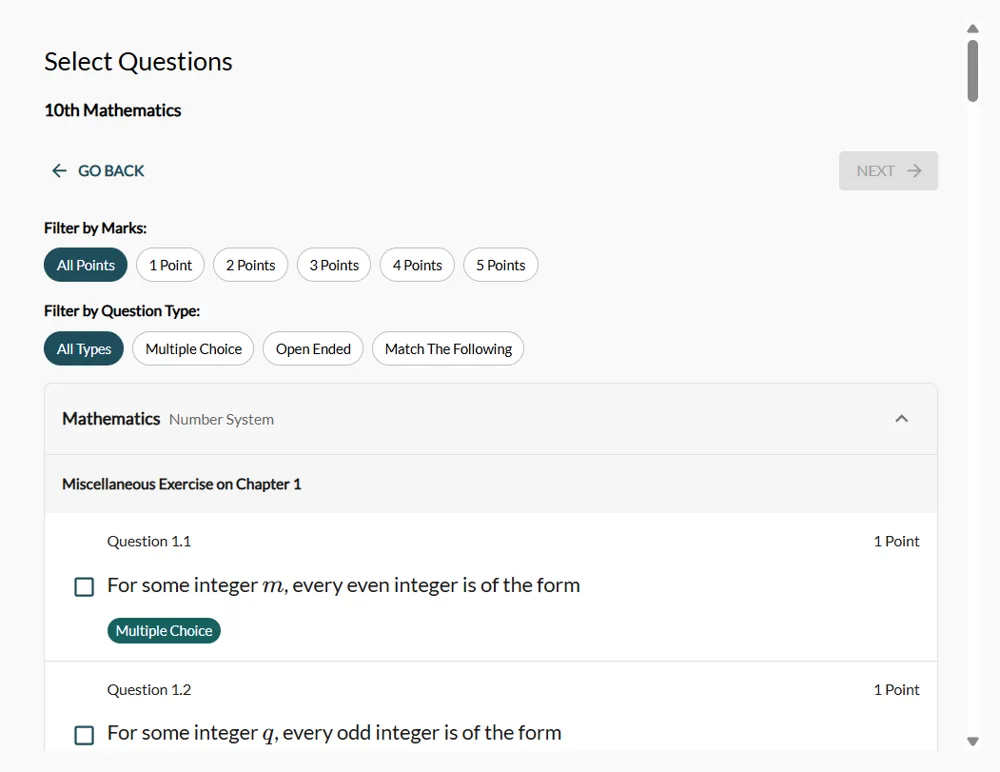 Select Questions
10th Mathematics
GO BACK
NEXT
Filter by Marks:
All Points 1 Point 2 Points 3 Points 4 Points 5 Points
Filter by Question Type:
All Types Multiple Choice Open Ended Match The Following
Mathematics Number System
Miscellaneous Exercise on Chapter 1
Question 1.1 1 Point
For some integer m, every even integer is of the form
Multiple Choice
Question 1.2 1 Point
For some integer q, every odd integer is of the form